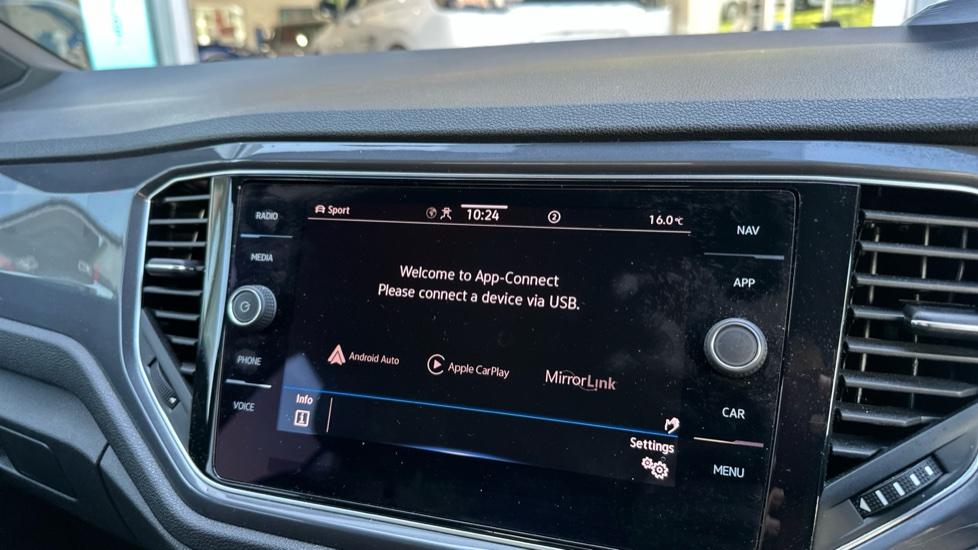 RADIO
MEDIA
PHONE
VOICE
Sport
10:24
2
16.0°C
Welcome to App-Connect
Please connect a device via USB.
Android Auto
Apple CarPlay
MirrorLink
Info
i
Settings
NAV
APP
CAR
MENU